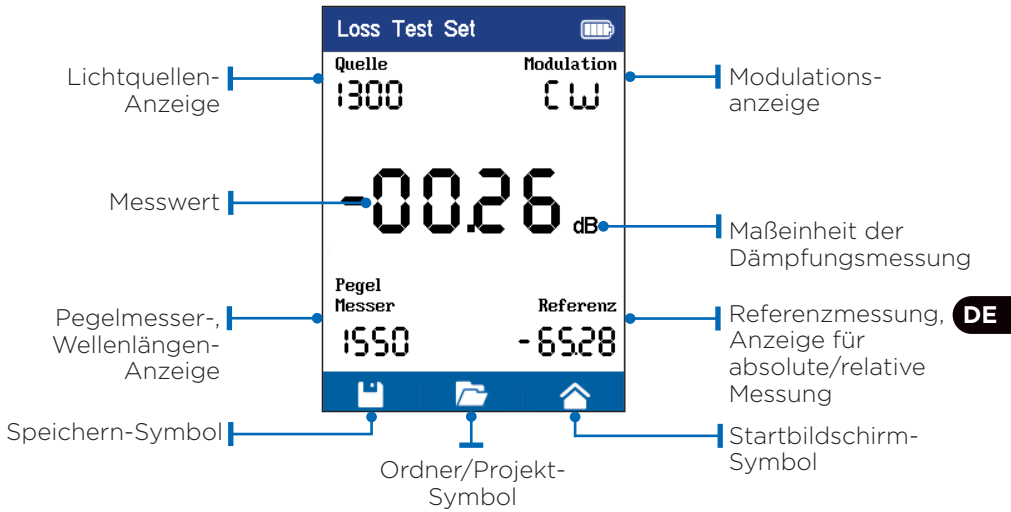 Loss Test Set
Quelle
1300
Modulation
CW
Lichtquellen-
Anzeige
Modulations-
anzeige
Messwert
-00.26
dB
Maßeinheit der
Dämpfungsmessung
Pegel
Messer
1550
Referenz
-65.28
Pegelmesser-,
Wellenlängen-
Anzeige
Referenzmessung,
Anzeige für
absolute/relative
Messung
DE
Speichern-Symbol
Ordner/Projekt-
Symbol
Startbildschirm-
Symbol